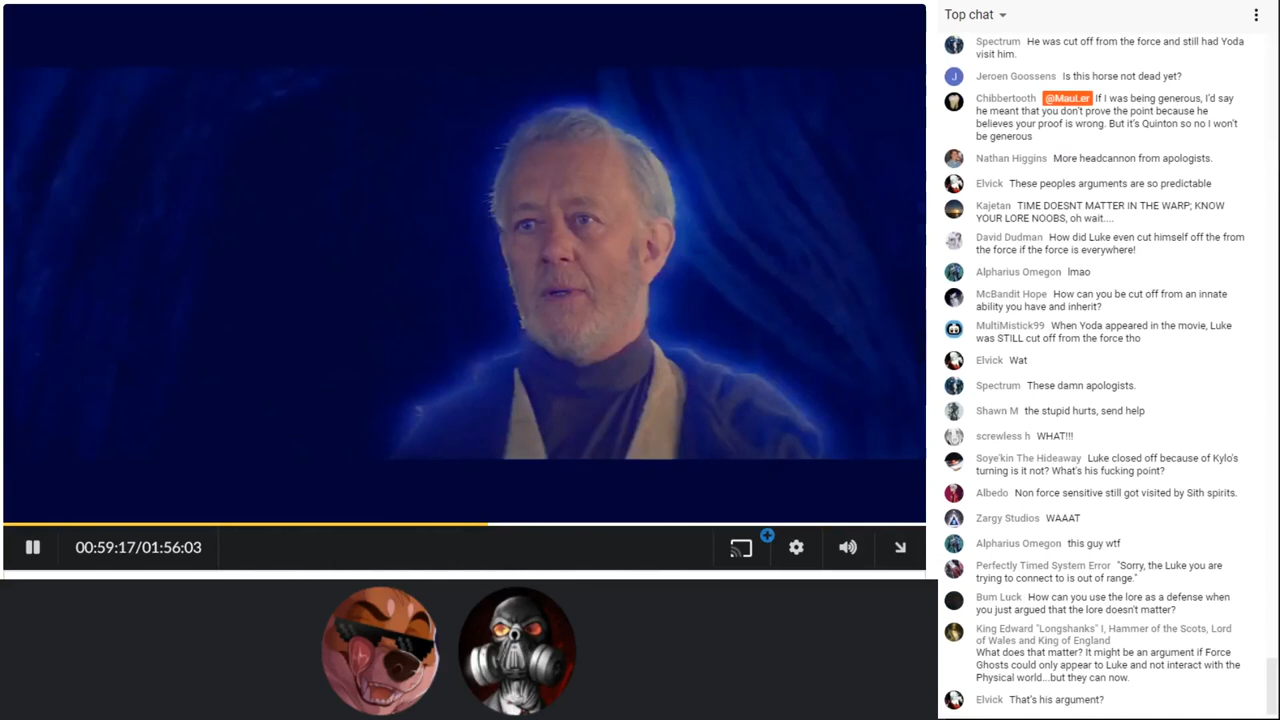 Top chat
Spectrum He was cut off from the force and still had Yoda
visit him.
J
Jeroen Goossens Is this horse not dead yet?
Chibbertooth @MauLer If I was being generous, I'd say
he meant that you don't prove the point because he
believes your proof is wrong. But it's Quinton so no I won't
be generous
Nathan Higgins More headcannon from apologists.
Elvick These peoples arguments are so predictable
Kajetan TIME DOESNT MATTER IN THE WARP; KNOW
YOUR LORE NOOBS, oh wait....
David Dudman How did Luke even cut himself off the from
the force if the force is everywhere!
Alpharius Omegon lmao
McBandit Hope How can you be cut off from an innate
ability you have and inherit?
MultiMistick99 When Yoda appeared in the movie, Luke
was STILL cut off from the force tho
Elvick Wat
Spectrum These damn apologists.
Shawn M the stupid hurts, send help
screwless h WHAT!!!
Soye'kin The Hideaway Luke closed off because of Kylo's
turning is it not? What's his fucking point?
Albedo Non force sensitive still got visited by Sith spirits.
Zargy Studios WAAAT
Alpharius Omegon this guy wtf
Perfectly Timed System Error "Sorry, the Luke you are
trying to connect to is out of range."
Bum Luck How can you use the lore as a defense when
you just argued that the lore doesn't matter?
King Edward "Longshanks" I, Hammer of the Scots, Lord
of Wales and King of England
What does that matter? It might be an argument if Force
Ghosts could only appear to Luke and not interact with the
Physical world...but they can now.
Elvick That's his argument?
00:59:17/01:56:03